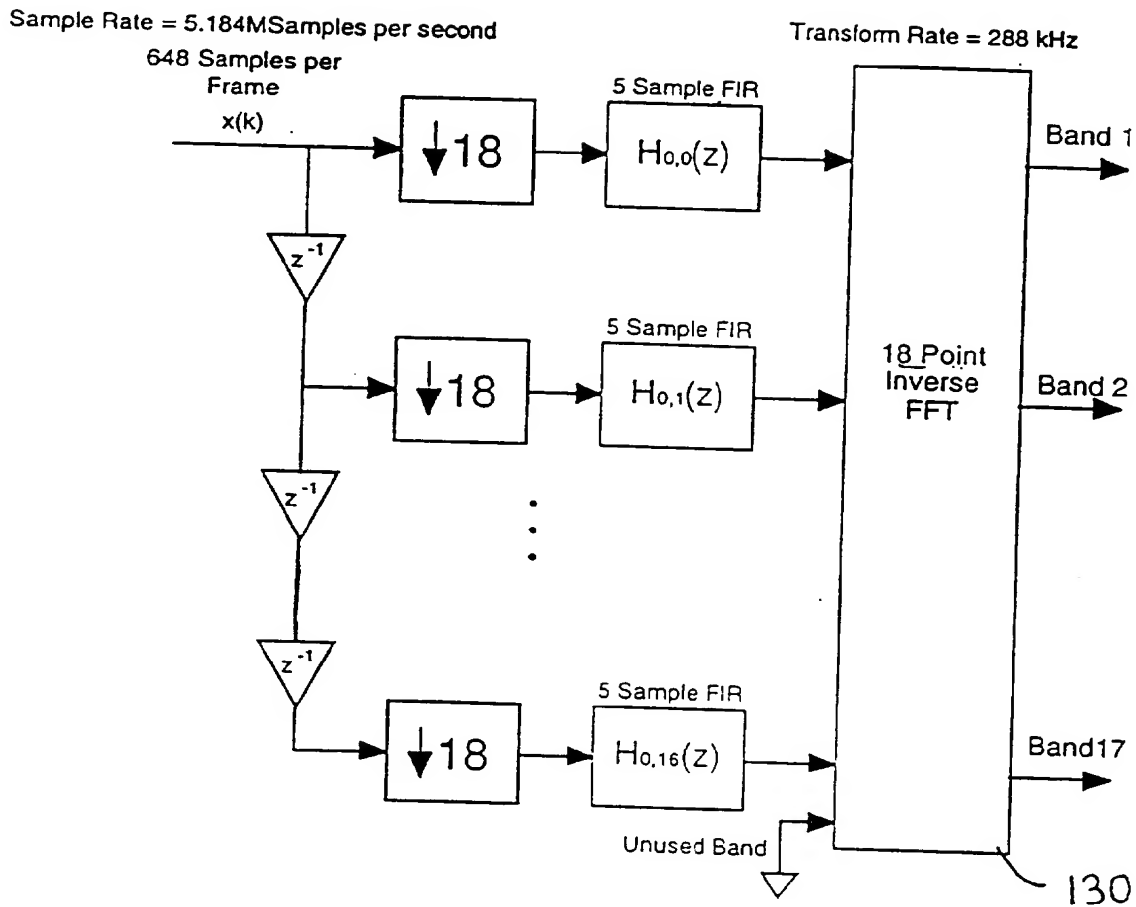 Sample Rate = 5.184MSamples per second
648 Samples per
Frame
x(k)
Transform Rate = 288 kHz
5 Sample FIR
↓18
H0,0(z)
Band 1
z⁻¹
5 Sample FIR
↓18
H0,1(z)
18 Point
Inverse
FFT
Band 2
z⁻¹
z⁻¹
5 Sample FIR
↓18
H0,16(z)
Band17
Unused Band
130